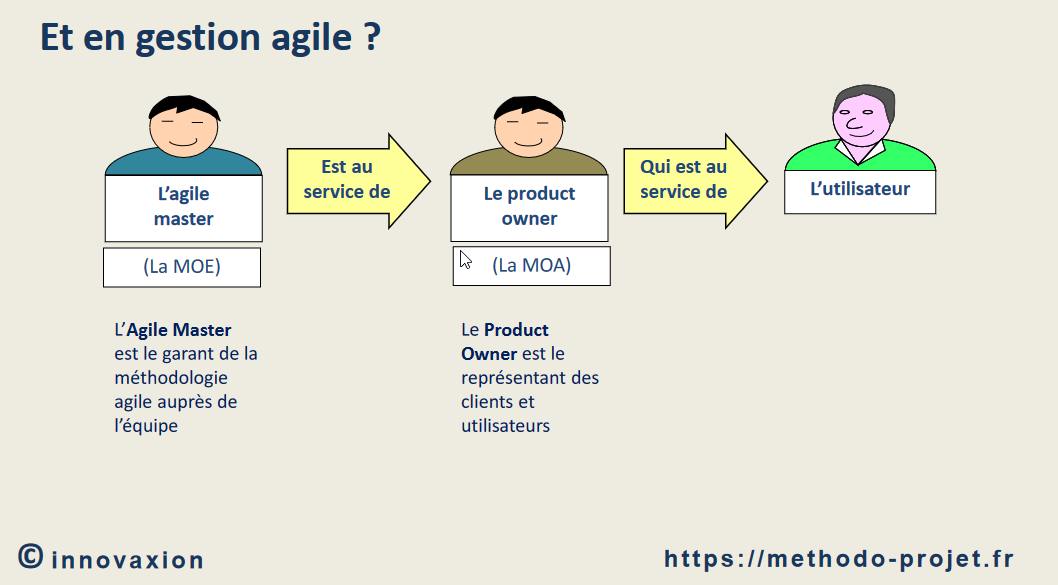 Et en gestion agile ?
L’agile
master
(La MOE)
Est au
service de
Le product
owner
(La MOA)
Qui est au
service de
L’utilisateur
L’Agile Master
est le garant de la
méthodologie
agile auprès de
l’équipe
Le Product
Owner est le
représentant des
clients et
utilisateurs
© innovaxion
https://methodo-projet.fr